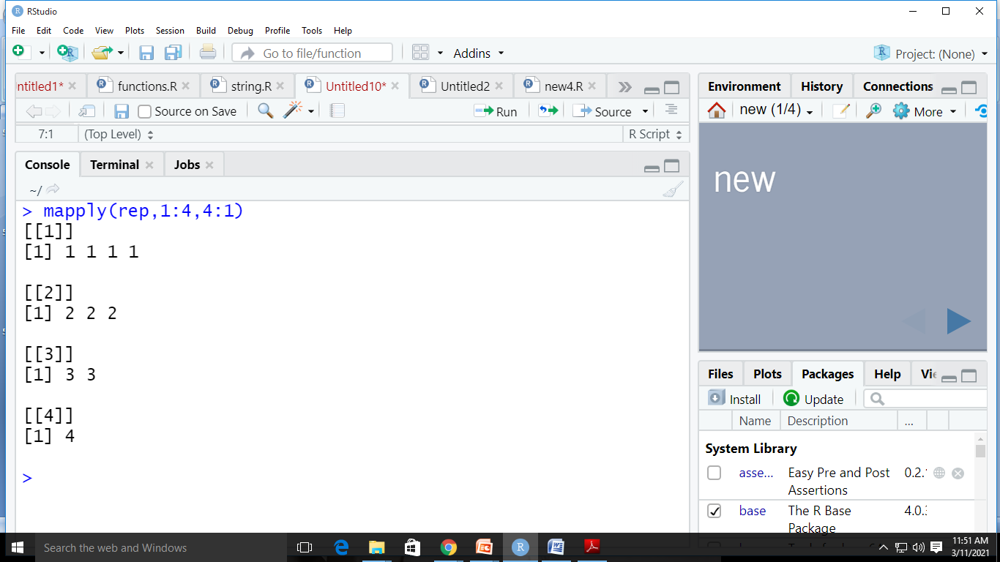 RStudio
File Edit Code View Plots Session Build Debug Profile Tools Help
Go to file/function Addins Project: (None)
ntitled1* functions.R string.R Untitled10* Untitled2 new4.R
Source on Save Run Source
7:1 (Top Level) R Script
Console Terminal Jobs
~/
> mapply(rep,1:4,4:1)
[[1]]
[1] 1 1 1 1
[[2]]
[1] 2 2 2
[[3]]
[1] 3 3
[[4]]
[1] 4
>
Environment History Connections
new (1/4) More
new
Files Plots Packages Help Vie
Install Update
Name Description ...
System Library
asse... Easy Pre and Post Assertions 0.2.
base The R Base Package 4.0.
Search the web and Windows
11:51 AM
3/11/2021